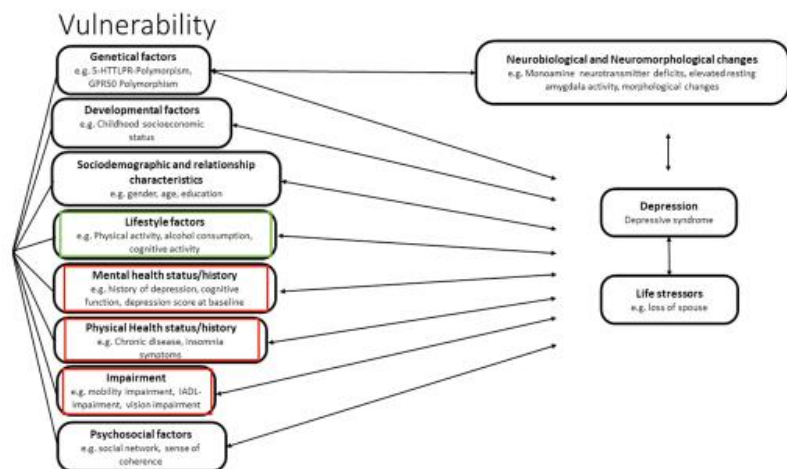 Vulnerability
Genetical factors
e.g. 5-HTTLPR-Polymorpism,
GPR50 Polymorphism
Developmental factors
e.g. Childhood socioeconomic
status
Sociodemographic and relationship
characteristics
e.g. gender, age, education
Lifestyle factors
e.g. Physical activity, alcohol consumption,
cognitive activity
Mental health status/history
e.g. history of depression, cognitive
function, depression score at baseline
Physical Health status/history
e.g. Chronic disease, insomnia
symptoms
Impairment
e.g. mobility impairment, IADL-
impairment, vision impairment
Psychosocial factors
e.g. social network, sense of
coherence
Neurobiological and Neuromorphological changes
e.g. Monoamine neurotransmitter deficits, elevated resting
amygdala activity, morphological changes
Depression
Depressive syndrome
Life stressors
e.g. loss of spouse